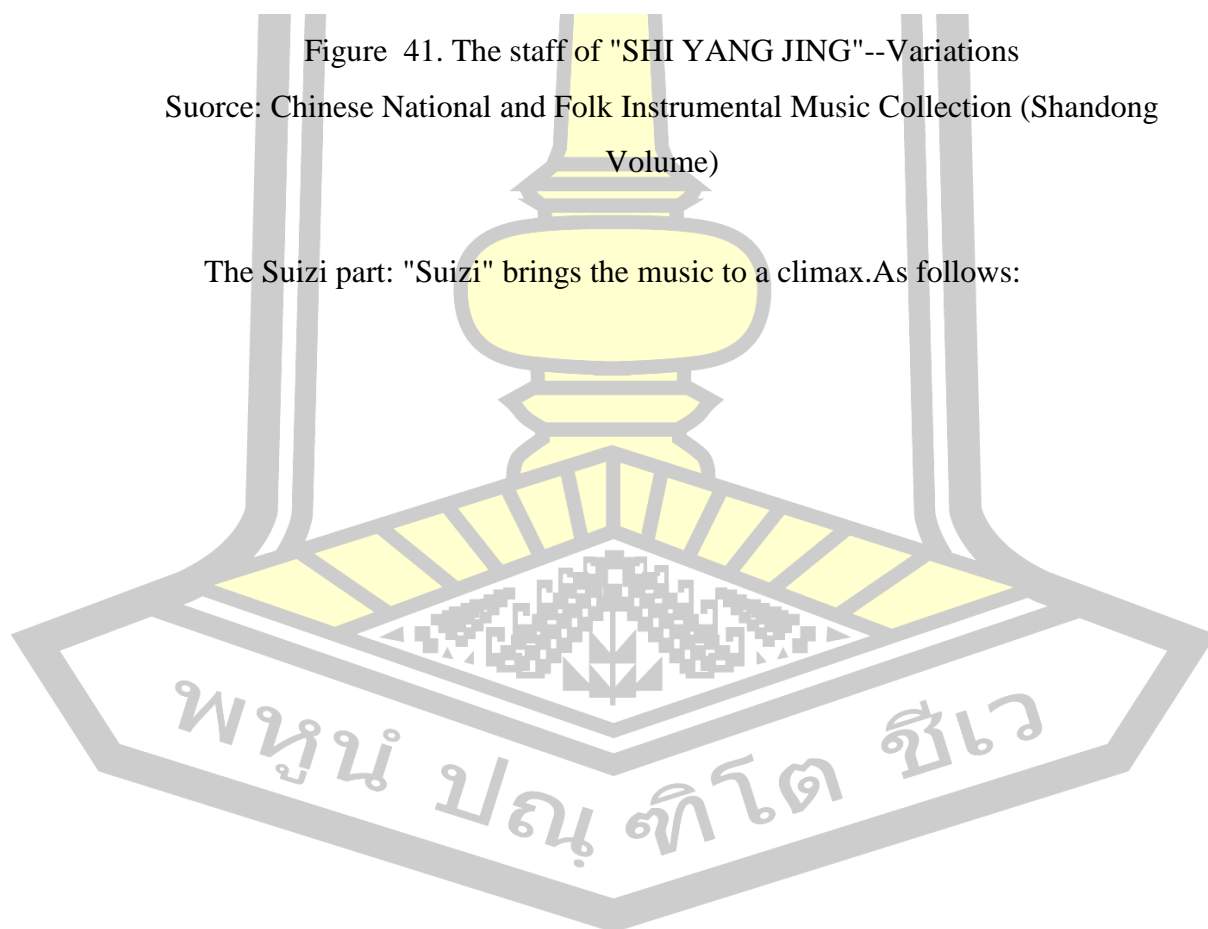 Figure 41. The staff of "SHI YANG JING"--Variations
Suorce: Chinese National and Folk Instrumental Music Collection (Shandong
Volume)
The Suizi part: "Suizi" brings the music to a climax.As follows:
พหูนํ ปณฺ ฑิโต ชีเว